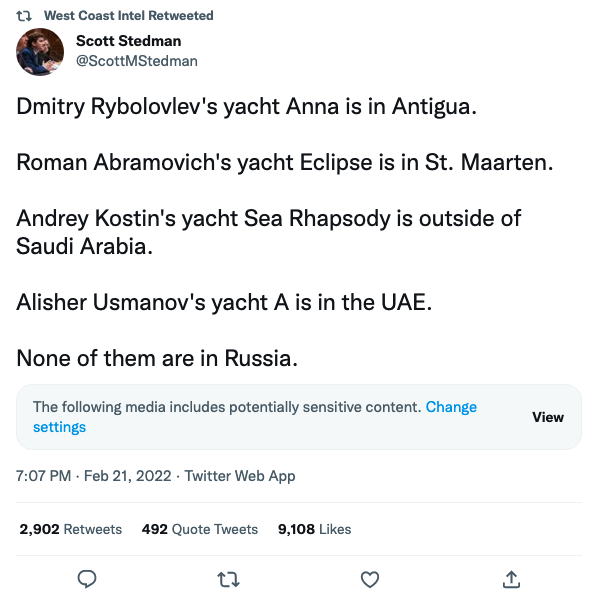 West Coast Intel Retweeted
Scott Stedman
@ScottMStedman
Dmitry Rybolovlev's yacht Anna is in Antigua.
Roman Abramovich's yacht Eclipse is in St. Maarten.
Andrey Kostin's yacht Sea Rhapsody is outside of
Saudi Arabia.
Alisher Usmanov's yacht A is in the UAE.
None of them are in Russia.
The following media includes potentially sensitive content. Change
settings
View
7:07 PM · Feb 21, 2022 · Twitter Web App
2,902 Retweets 492 Quote Tweets 9,108 Likes